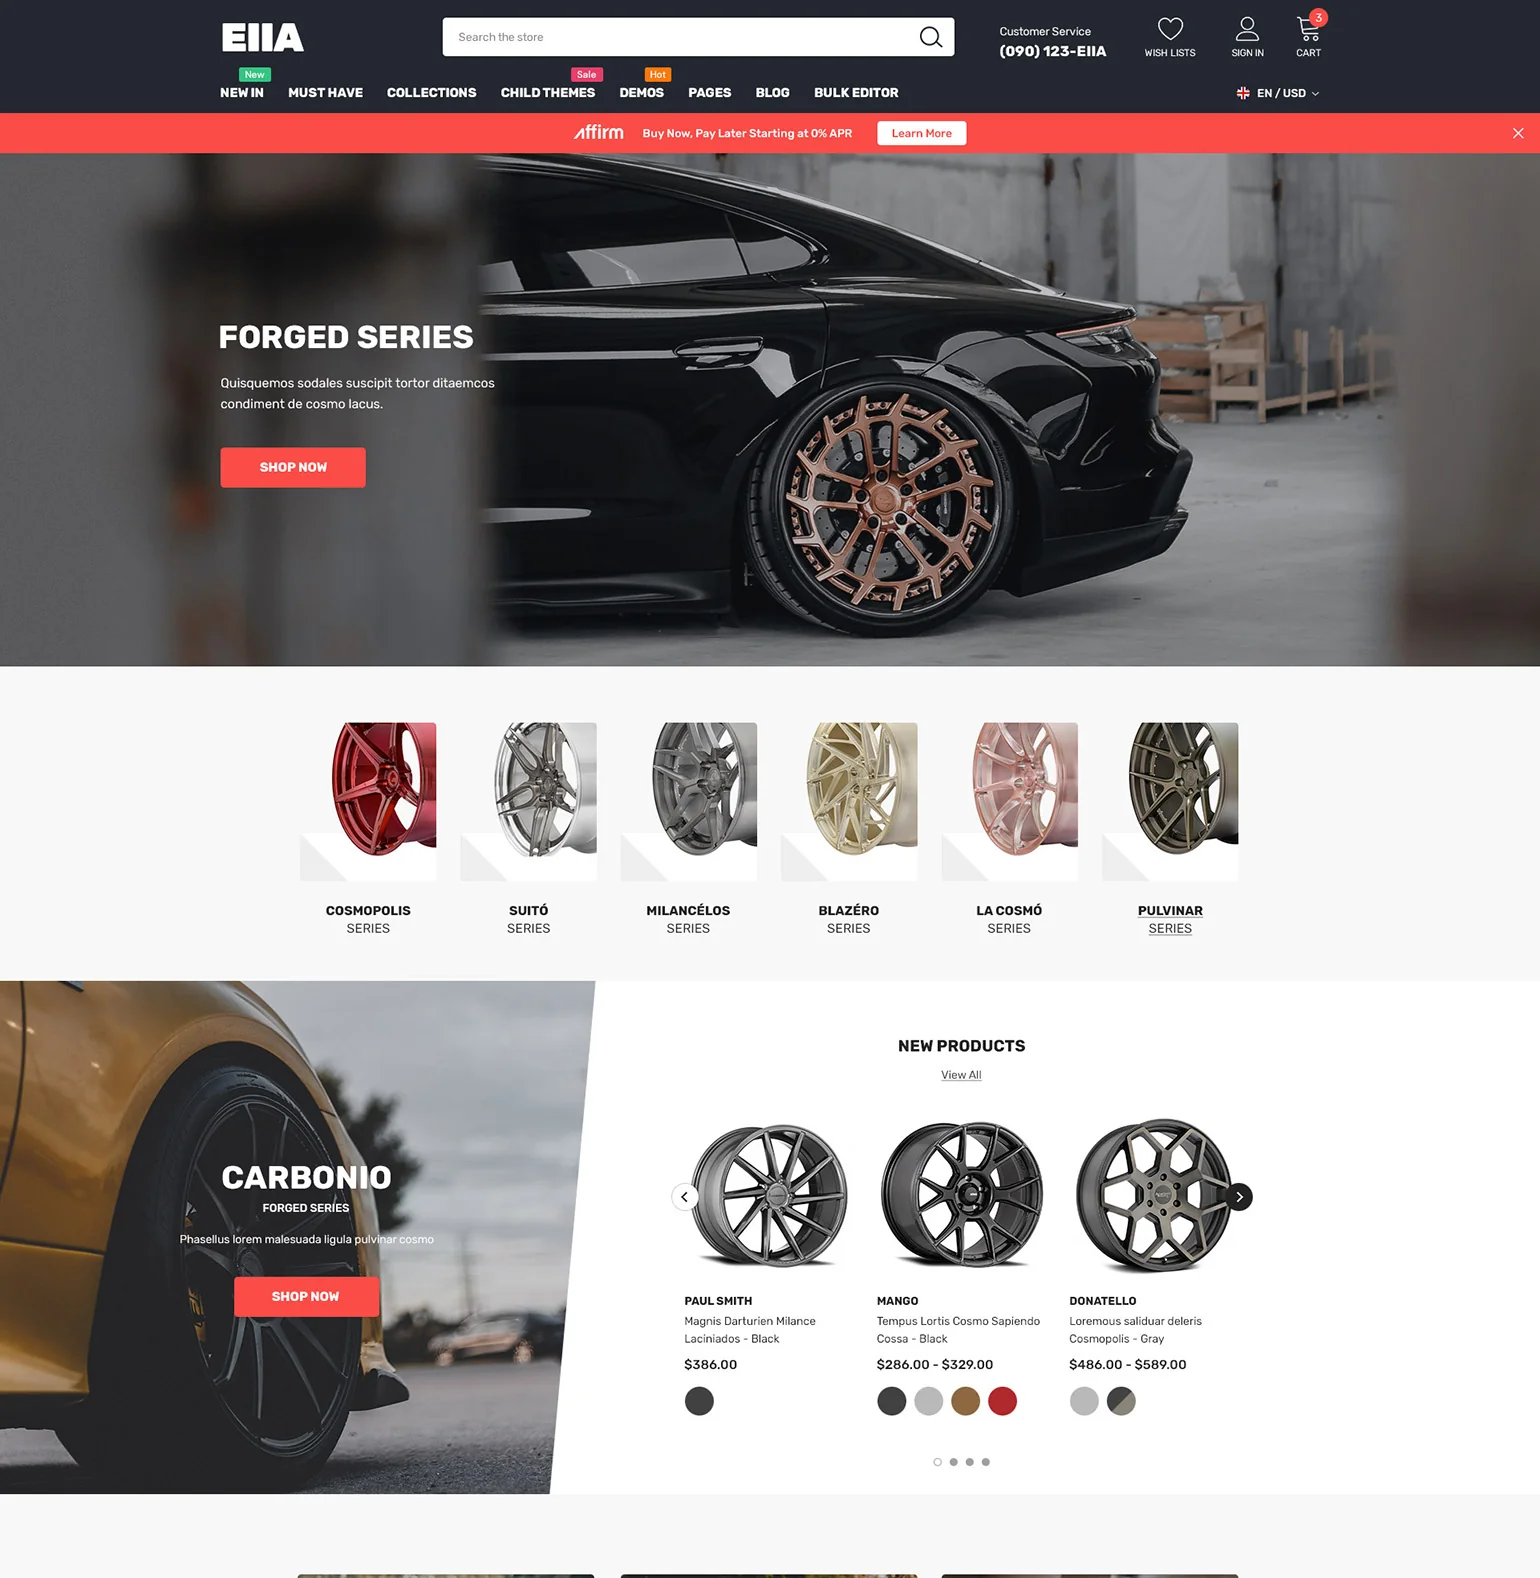 EIIA
Search the store
Customer Service
(090) 123-EIIA
WISH LISTS
SIGN IN
3
CART
New
Sale
Hot
NEW IN
MUST HAVE
COLLECTIONS
CHILD THEMES
DEMOS
PAGES
BLOG
BULK EDITOR
EN / USD
affirm
Buy Now, Pay Later Starting at 0% APR
Learn More
FORGED SERIES
Quisquemos sodales suscipit tortor ditaemcos
condiment de cosmo lacus.
SHOP NOW
COSMOPOLIS
SERIES
SUITÓ
SERIES
MILANCÉLOS
SERIES
BLAZÉRO
SERIES
LA COSMÓ
SERIES
PULVINAR
SERIES
CARBONIO
FORGED SERIES
Phasellus lorem malesuada ligula pulvinar cosmo
SHOP NOW
NEW PRODUCTS
View All
PAUL SMITH
Magnis Darturien Milance
Laciniados - Black
$386.00
MANGO
Tempus Lortis Cosmo Sapiendo
Cossa - Black
$286.00 - $329.00
DONATELLO
Loremous saliduar deleris
Cosmopolis - Gray
$486.00 - $589.00